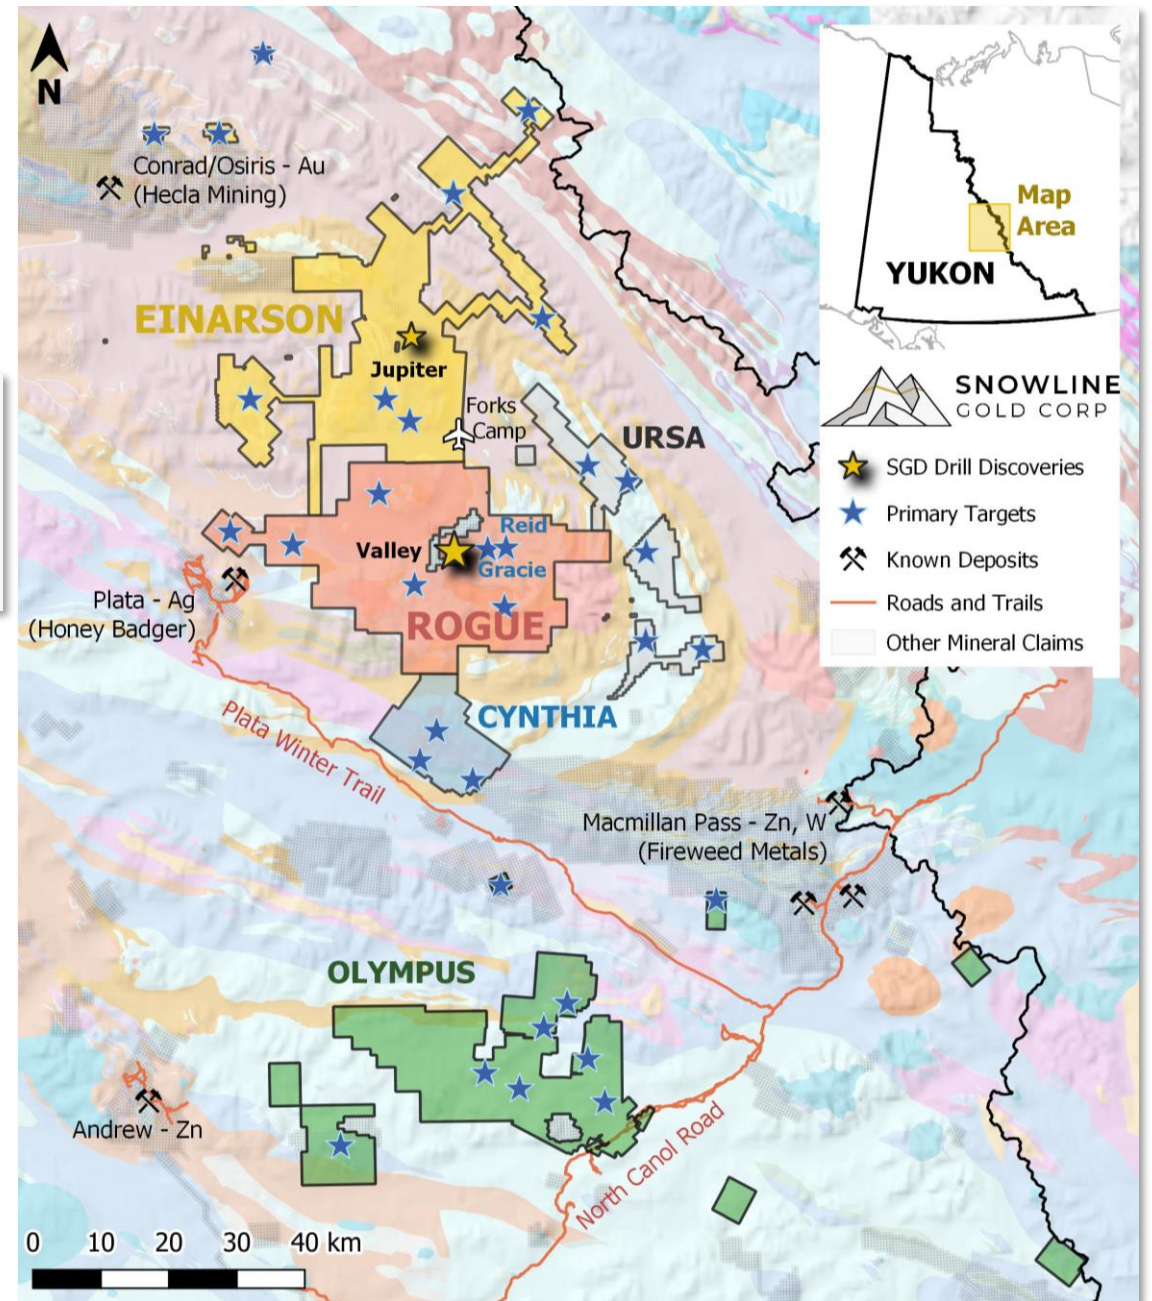 N
Conrad/Osiris - Au
(Hecla Mining)
EINARSON
Jupiter
Forks
Camp
URSA
Valley
Reid
Gracie
ROGUE
Plata - Ag
(Honey Badger)
Plata Winter Trail
CYNTHIA
Macmillan Pass - Zn, W
(Fireweed Metals)
OLYMPUS
Andrew - Zn
North Canol Road
0 10 20 30 40 km
Map
Area
YUKON
SNOWLINE
GOLD CORP
SGD Drill Discoveries
Primary Targets
Known Deposits
Roads and Trails
Other Mineral Claims